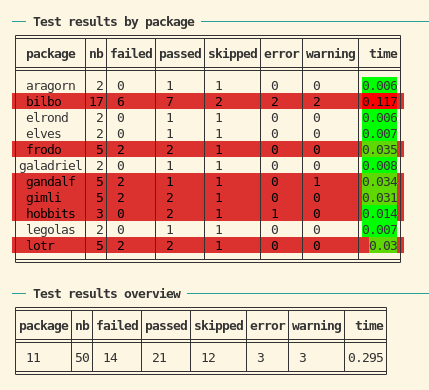 Test results by package
package nb failed passed skipped error warning time
aragorn 2 0 1 1 0 0 0.006
bilbo 17 6 7 2 2 2 0.117
elrond 2 0 1 1 0 0 0.006
elves 2 0 1 1 0 0 0.007
frodo 5 2 2 1 0 0 0.035
galadriel 2 0 1 1 0 0 0.008
gandalf 5 2 1 1 0 1 0.034
gimli 5 2 2 1 0 0 0.031
hobbits 3 0 2 1 1 0 0.014
legolas 2 0 1 1 0 0 0.007
lotr 5 2 2 1 0 0 0.03
Test results overview
package nb failed passed skipped error warning time
11 50 14 21 12 3 3 0.295